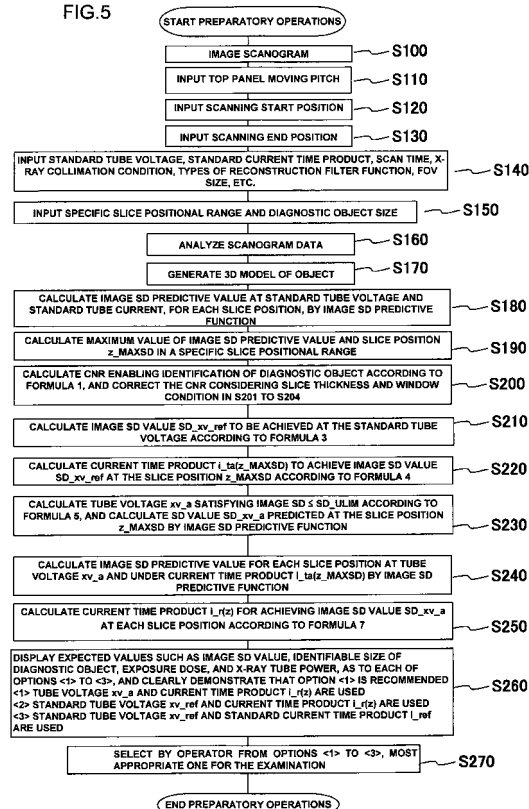 FIG.5
START PREPARATORY OPERATIONS
IMAGE SCANOGRAM
S100
INPUT TOP PANEL MOVING PITCH
S110
INPUT SCANNING START POSITION
S120
INPUT SCANNING END POSITION
S130
INPUT STANDARD TUBE VOLTAGE, STANDARD CURRENT TIME PRODUCT, SCAN TIME, X-
RAY COLLIMATION CONDITION, TYPES OF RECONSTRUCTION FILTER FUNCTION, FOV
SIZE, ETC.
S140
INPUT SPECIFIC SLICE POSITIONAL RANGE AND DIAGNOSTIC OBJECT SIZE
S150
ANALYZE SCANOGRAM DATA
S160
GENERATE 3D MODEL OF OBJECT
S170
CALCULATE IMAGE SD PREDICTIVE VALUE AT STANDARD TUBE VOLTAGE AND
STANDARD TUBE CURRENT, FOR EACH SLICE POSITION, BY IMAGE SD PREDICTIVE
FUNCTION
S180
CALCULATE MAXIMUM VALUE OF IMAGE SD PREDICTIVE VALUE AND SLICE POSITION
z_MAXSD IN A SPECIFIC SLICE POSITIONAL RANGE
S190
CALCULATE CNR ENABLING IDENTIFICATION OF DIAGNOSTIC OBJECT ACCORDING TO
FORMULA 1, AND CORRECT THE CNR CONSIDERING SLICE THICKNESS AND WINDOW
CONDITION IN S201 TO S204
S200
CALCULATE IMAGE SD VALUE SD_xv_ref TO BE ACHIEVED AT THE STANDARD TUBE
VOLTAGE ACCORDING TO FORMULA 3
S210
CALCULATE CURRENT TIME PRODUCT i_ta(z_MAXSD) TO ACHIEVE IMAGE SD VALUE
SD_xv_ref AT THE SLICE POSITION z_MAXSD ACCORDING TO FORMULA 4
S220
CALCULATE TUBE VOLTAGE xv_a SATISFYING IMAGE SD ≤ SD_ULIM ACCORDING TO
FORMULA 5, AND CALCULATE SD VALUE SD_xv_a PREDICTED AT THE SLICE POSITION
z_MAXSD BY IMAGE SD PREDICTIVE FUNCTION
S230
CALCULATE IMAGE SD PREDICTIVE VALUE FOR EACH SLICE POSITION AT TUBE
VOLTAGE xv_a AND UNDER CURRENT TIME PRODUCT i_ta(z_MAXSD) BY IMAGE SD
PREDICTIVE FUNCTION
S240
CALCULATE CURRENT TIME PRODUCT i_r(z) FOR ACHIEVING IMAGE SD VALUE SD_xv_a
AT EACH SLICE POSITION ACCORDING TO FORMULA 7
S250
DISPLAY EXPECTED VALUES SUCH AS IMAGE SD VALUE, IDENTIFIABLE SIZE OF
DIAGNOSTIC OBJECT, EXPOSURE DOSE, AND X-RAY TUBE POWER, AS TO EACH OF
OPTIONS <1> TO <3>, AND CLEARLY DEMONSTRATE THAT OPTION <1> IS RECOMMENDED
<1> TUBE VOLTAGE xv_a AND CURRENT TIME PRODUCT i_r(z) ARE USED
<2> STANDARD TUBE VOLTAGE xv_ref AND CURRENT TIME PRODUCT i_r(z) ARE USED
<3> STANDARD TUBE VOLTAGE xv_ref AND STANDARD CURRENT TIME PRODUCT i_ref
ARE USED
S260
SELECT BY OPERATOR FROM OPTIONS <1> TO <3>, MOST
APPROPRIATE ONE FOR THE EXAMINATION
S270
END PREPARATORY OPERATIONS